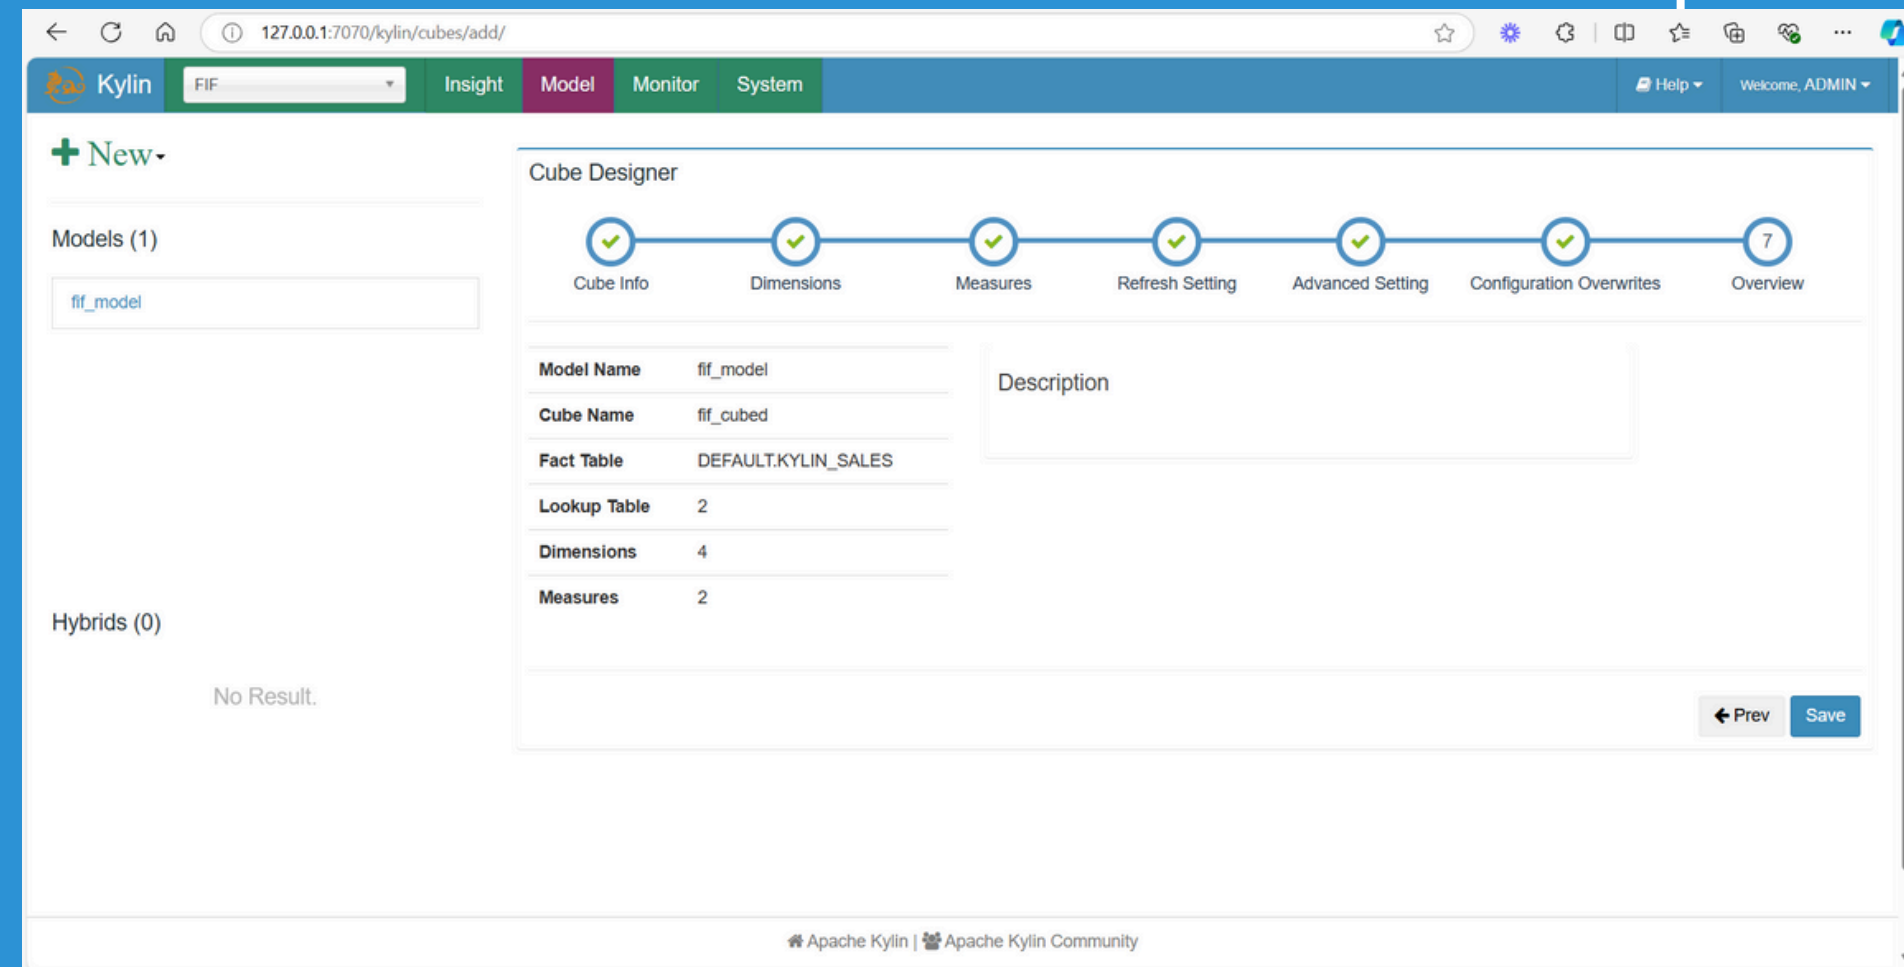 127.0.0.1:7070/kylin/cubes/add/
Kylin FIF Insight Model Monitor System Help Welcome, ADMIN
New
Models (1)
fif_model
Hybrids (0)
No Result.
Cube Designer
7
Cube Info Dimensions Measures Refresh Setting Advanced Setting Configuration Overwrites Overview
Model Name fif_model
Cube Name fif_cubed
Fact Table DEFAULT.KYLIN_SALES
Lookup Table 2
Dimensions 4
Measures 2
Description
Prev Save
Apache Kylin | Apache Kylin Community